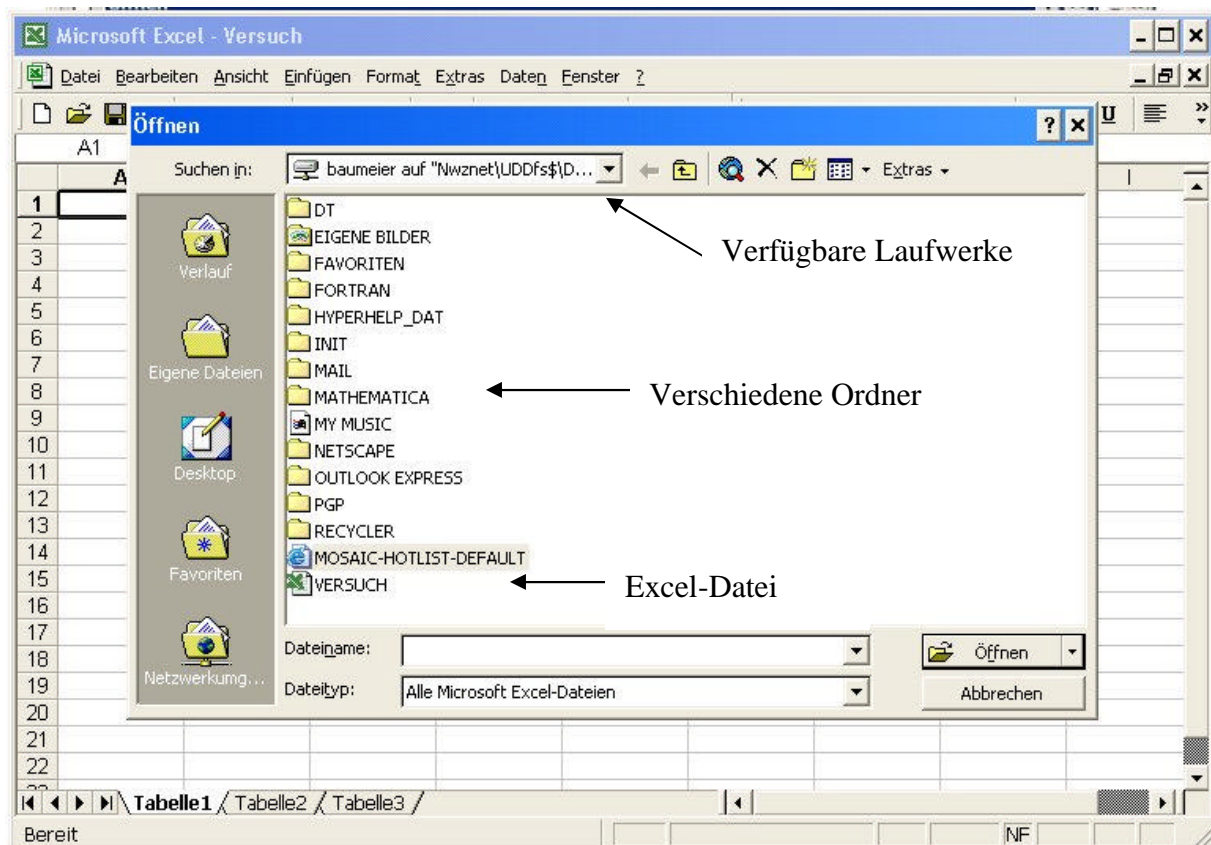 Microsoft Excel - Versuch
Datei Bearbeiten Ansicht Einfügen Format Extras Daten Fenster ?
Öffnen
U
A1
Suchen in: baumeier auf "Nwznet\UDDfs$\D... Extras
A I
1
2
3
4
5
6
7
8
9
10
11
12
13
14
15
16
17
18
19
20
21
22
Verlauf
Eigene Dateien
Desktop
Favoriten
Netzwerkumg...
DT
EIGENE BILDER
FAVORITEN
FORTRAN
HYPERHELP_DAT
INIT
MAIL
MATHEMATICA
MY MUSIC
NETSCAPE
OUTLOOK EXPRESS
PGP
RECYCLER
MOSAIC-HOTLIST-DEFAULT
VERSUCH
Verfügbare Laufwerke
Verschiedene Ordner
Excel-Datei
Dateiname: Öffnen
Dateityp: Alle Microsoft Excel-Dateien Abbrechen
Tabelle1 Tabelle2 Tabelle3
Bereit NF